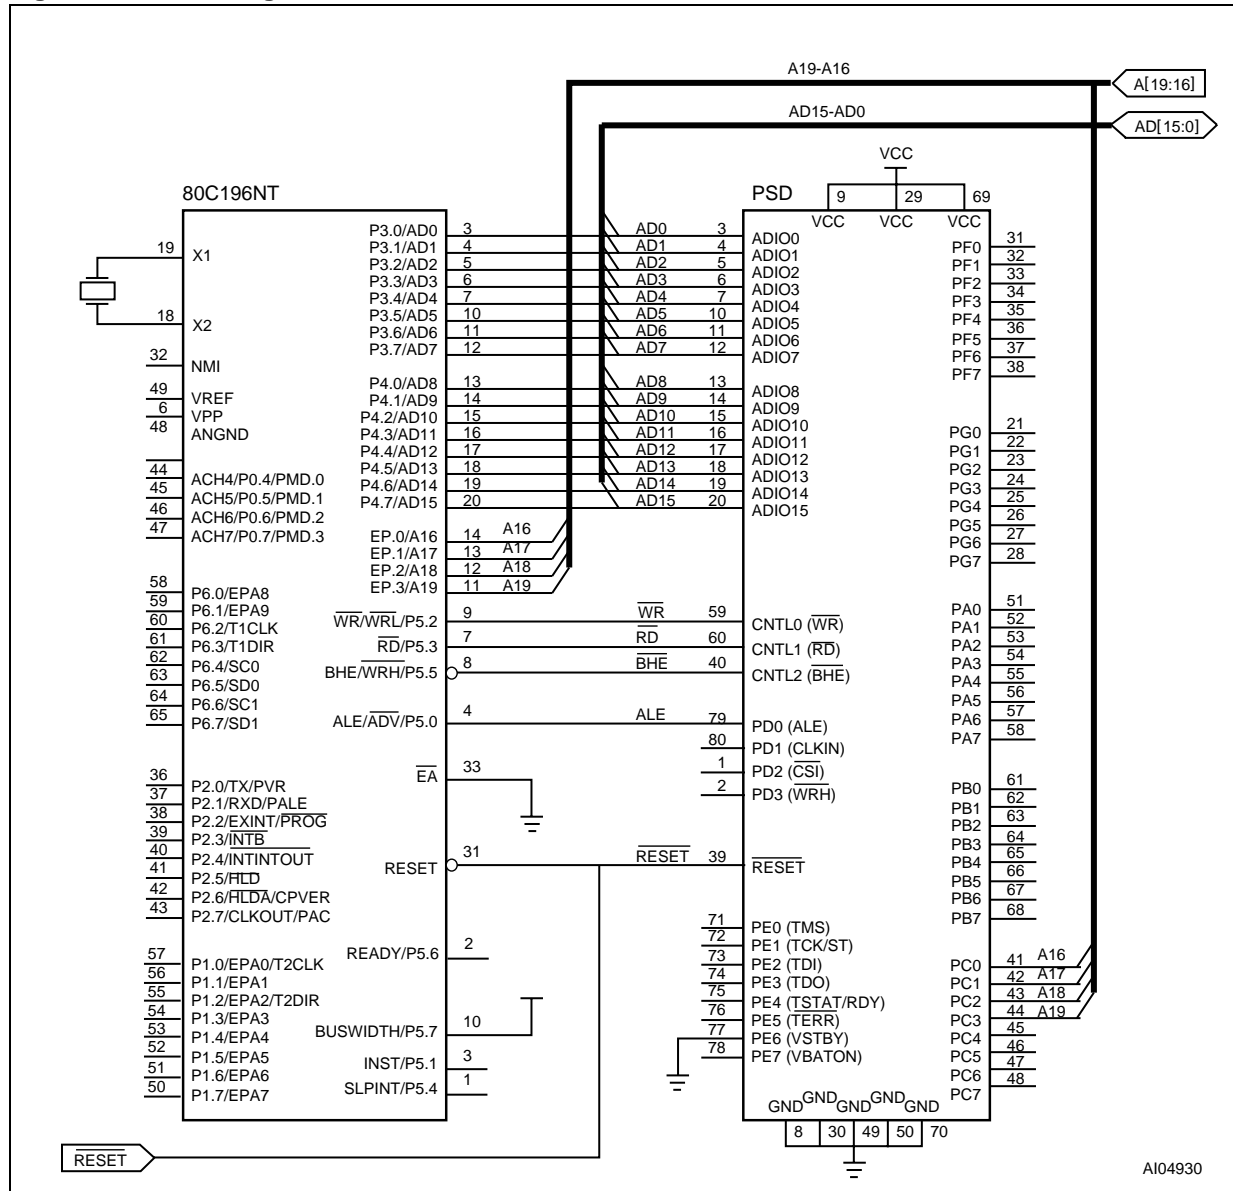 A19-A16
A[19:16]
AD15-AD0
AD[15:0]
VCC
80C196NT
PSD
9 29 69
VCC VCC VCC
19 X1
18 X2
32 NMI
49 VREF
6 VPP
48 ANGND
44 ACH4/P0.4/PMD.0
45 ACH5/P0.5/PMD.1
46 ACH6/P0.6/PMD.2
47 ACH7/P0.7/PMD.3
58 P6.0/EPA8
59 P6.1/EPA9
60 P6.2/T1CLK
61 P6.3/T1DIR
62 P6.4/SC0
63 P6.5/SD0
64 P6.6/SC1
65 P6.7/SD1
36 P2.0/TX/PVR
37 P2.1/RXD/PALE
38 P2.2/EXINT/PROG
39 P2.3/INTB
40 P2.4/INTINTOUT
41 P2.5/HLD
42 P2.6/HLDA/CPVER
43 P2.7/CLKOUT/PAC
57 P1.0/EPA0/T2CLK
56 P1.1/EPA1
55 P1.2/EPA2/T2DIR
54 P1.3/EPA3
53 P1.4/EPA4
52 P1.5/EPA5
51 P1.6/EPA6
50 P1.7/EPA7
P3.0/AD0 3 AD0 3 ADIO0
P3.1/AD1 4 AD1 4 ADIO1
P3.2/AD2 5 AD2 5 ADIO2
P3.3/AD3 6 AD3 6 ADIO3
P3.4/AD4 7 AD4 7 ADIO4
P3.5/AD5 10 AD5 10 ADIO5
P3.6/AD6 11 AD6 11 ADIO6
P3.7/AD7 12 AD7 12 ADIO7
P4.0/AD8 13 AD8 13 ADIO8
P4.1/AD9 14 AD9 14 ADIO9
P4.2/AD10 15 AD10 15 ADIO10
P4.3/AD11 16 AD11 16 ADIO11
P4.4/AD12 17 AD12 17 ADIO12
P4.5/AD13 18 AD13 18 ADIO13
P4.6/AD14 19 AD14 19 ADIO14
P4.7/AD15 20 AD15 20 ADIO15
EP.0/A16 14 A16
EP.1/A17 13 A17
EP.2/A18 12 A18
EP.3/A19 11 A19
WR/WRL/P5.2 9 WR 59 CNTL0 (WR)
RD/P5.3 7 RD 60 CNTL1 (RD)
BHE/WRH/P5.5 8 BHE 40 CNTL2 (BHE)
ALE/ADV/P5.0 4 ALE 79 PD0 (ALE)
80 PD1 (CLKIN)
1 PD2 (CSI)
2 PD3 (WRH)
EA 33
RESET 31 RESET 39 RESET
READY/P5.6 2
BUSWIDTH/P5.7 10
INST/P5.1 3
SLPINT/P5.4 1
71 PE0 (TMS)
72 PE1 (TCK/ST)
73 PE2 (TDI)
74 PE3 (TDO)
75 PE4 (TSTAT/RDY)
76 PE5 (TERR)
77 PE6 (VSTBY)
78 PE7 (VBATON)
PF0 31
PF1 32
PF2 33
PF3 34
PF4 35
PF5 36
PF6 37
PF7 38
PG0 21
PG1 22
PG2 23
PG3 24
PG4 25
PG5 26
PG6 27
PG7 28
PA0 51
PA1 52
PA2 53
PA3 54
PA4 55
PA5 56
PA6 57
PA7 58
PB0 61
PB1 62
PB2 63
PB3 64
PB4 65
PB5 66
PB6 67
PB7 68
PC0 41 A16
PC1 42 A17
PC2 43 A18
PC3 44 A19
PC4 45
PC5 46
PC6 47
PC7 48
GND GND GND GND GND
8 30 49 50 70
RESET
AI04930